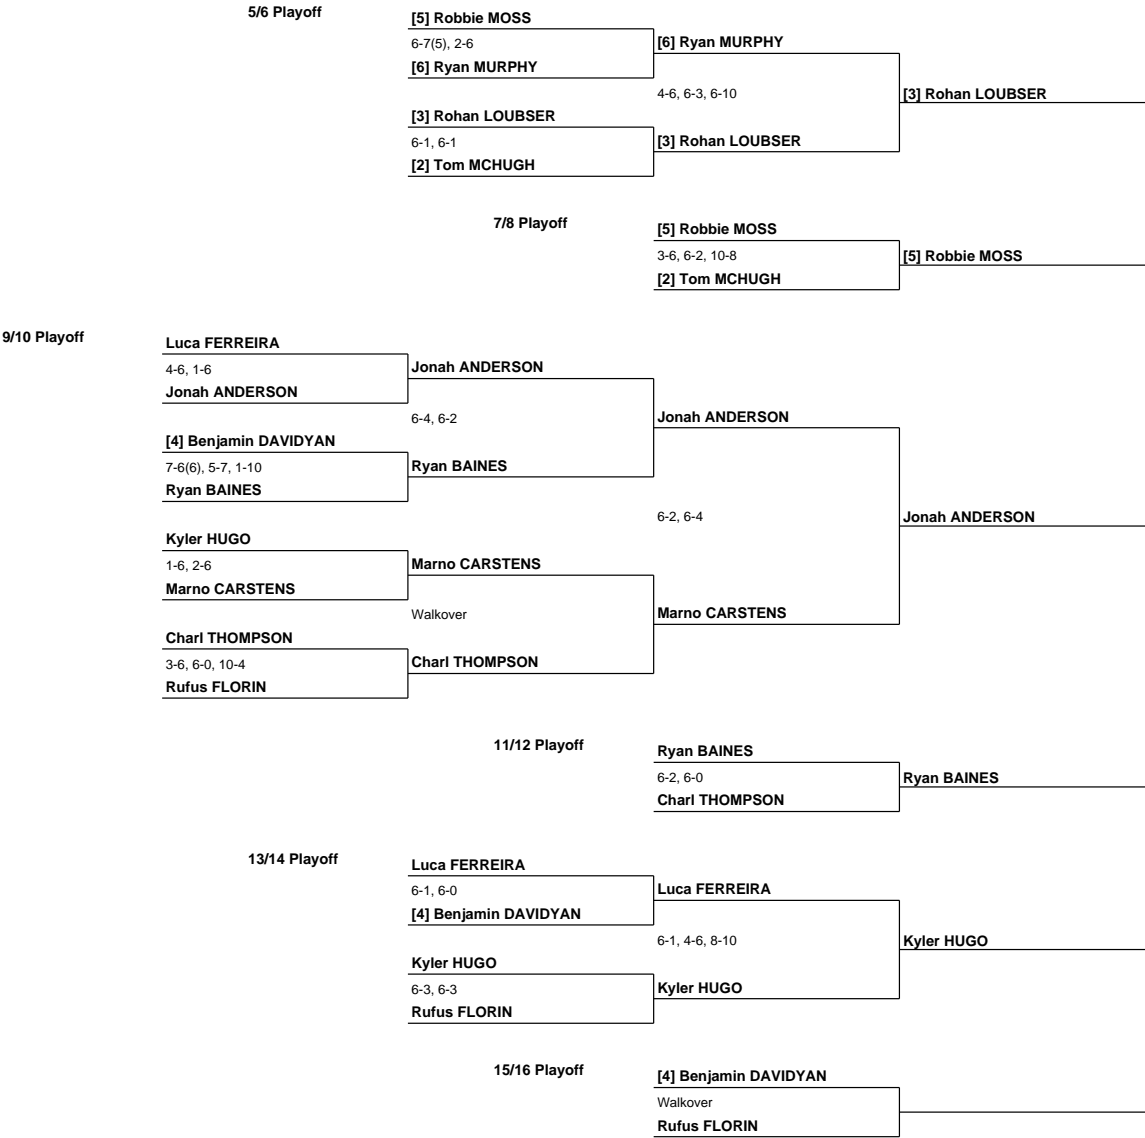 5/6 Playoff
[5] Robbie MOSS
6-7(5), 2-6
[6] Ryan MURPHY
[6] Ryan MURPHY
4-6, 6-3, 6-10
[3] Rohan LOUBSER
[3] Rohan LOUBSER
6-1, 6-1
[3] Rohan LOUBSER
[2] Tom MCHUGH
7/8 Playoff
[5] Robbie MOSS
3-6, 6-2, 10-8
[5] Robbie MOSS
[2] Tom MCHUGH
9/10 Playoff
Luca FERREIRA
4-6, 1-6
Jonah ANDERSON
Jonah ANDERSON
6-4, 6-2
Jonah ANDERSON
[4] Benjamin DAVIDYAN
7-6(6), 5-7, 1-10
Ryan BAINES
Ryan BAINES
6-2, 6-4
Jonah ANDERSON
Kyler HUGO
1-6, 2-6
Marno CARSTENS
Marno CARSTENS
Walkover
Marno CARSTENS
Charl THOMPSON
3-6, 6-0, 10-4
Charl THOMPSON
Rufus FLORIN
11/12 Playoff
Ryan BAINES
6-2, 6-0
Ryan BAINES
Charl THOMPSON
13/14 Playoff
Luca FERREIRA
6-1, 6-0
Luca FERREIRA
[4] Benjamin DAVIDYAN
6-1, 4-6, 8-10
Kyler HUGO
Kyler HUGO
6-3, 6-3
Kyler HUGO
Rufus FLORIN
15/16 Playoff
[4] Benjamin DAVIDYAN
Walkover
Rufus FLORIN